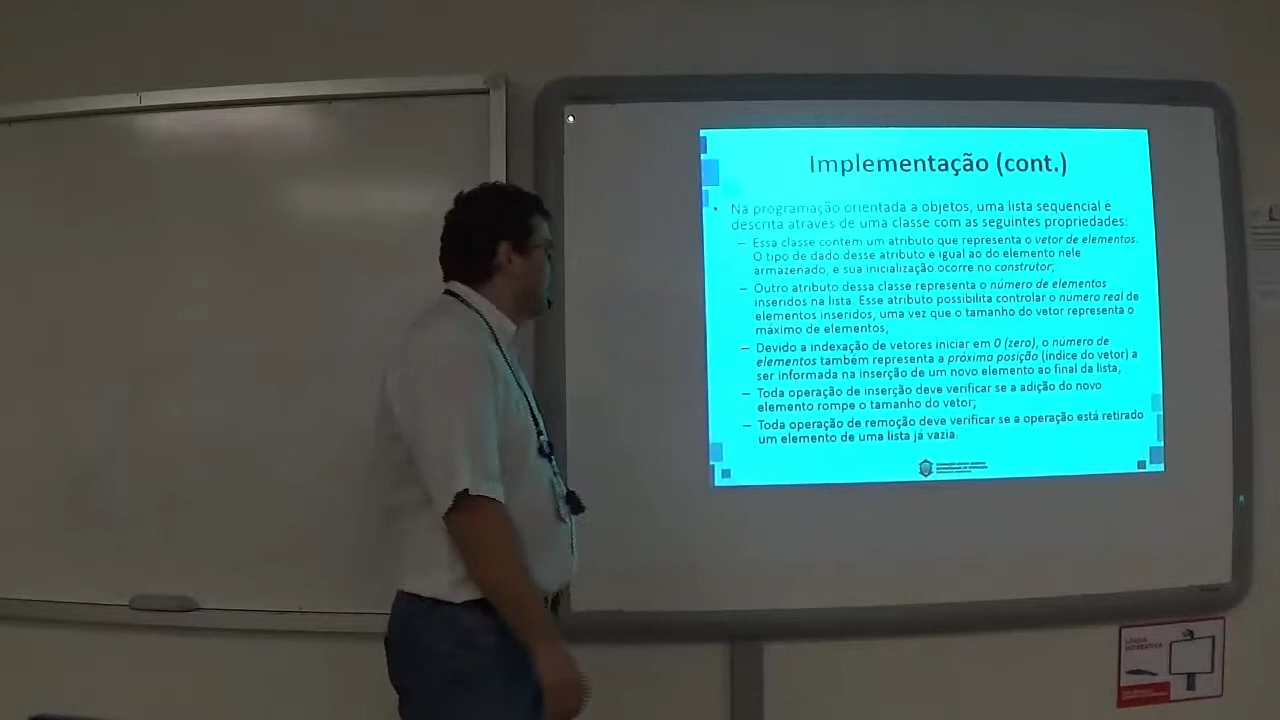 Implementação (cont.)
• Na programação orientada a objetos, uma lista sequencial é
descrita através de uma classe com as seguintes propriedades:
– Essa classe contem um atributo que representa o vetor de elementos.
O tipo de dado desse atributo e igual ao do elemento nele
armazenado, e sua inicialização ocorre no construtor;
– Outro atributo dessa classe representa o número de elementos
inseridos na lista. Esse atributo possibilita controlar o número real de
elementos inseridos, uma vez que o tamanho do vetor representa o
máximo de elementos;
– Devido a indexação de vetores iniciar em 0 (zero), o número de
elementos também representa a próxima posição (índice do vetor) a
ser informada na inserção de um novo elemento ao final da lista;
– Toda operação de inserção deve verificar se a adição do novo
elemento rompe o tamanho do vetor;
– Toda operação de remoção deve verificar se a operação está retirado
um elemento de uma lista já vazia.
LOUSA
INTERATIVA